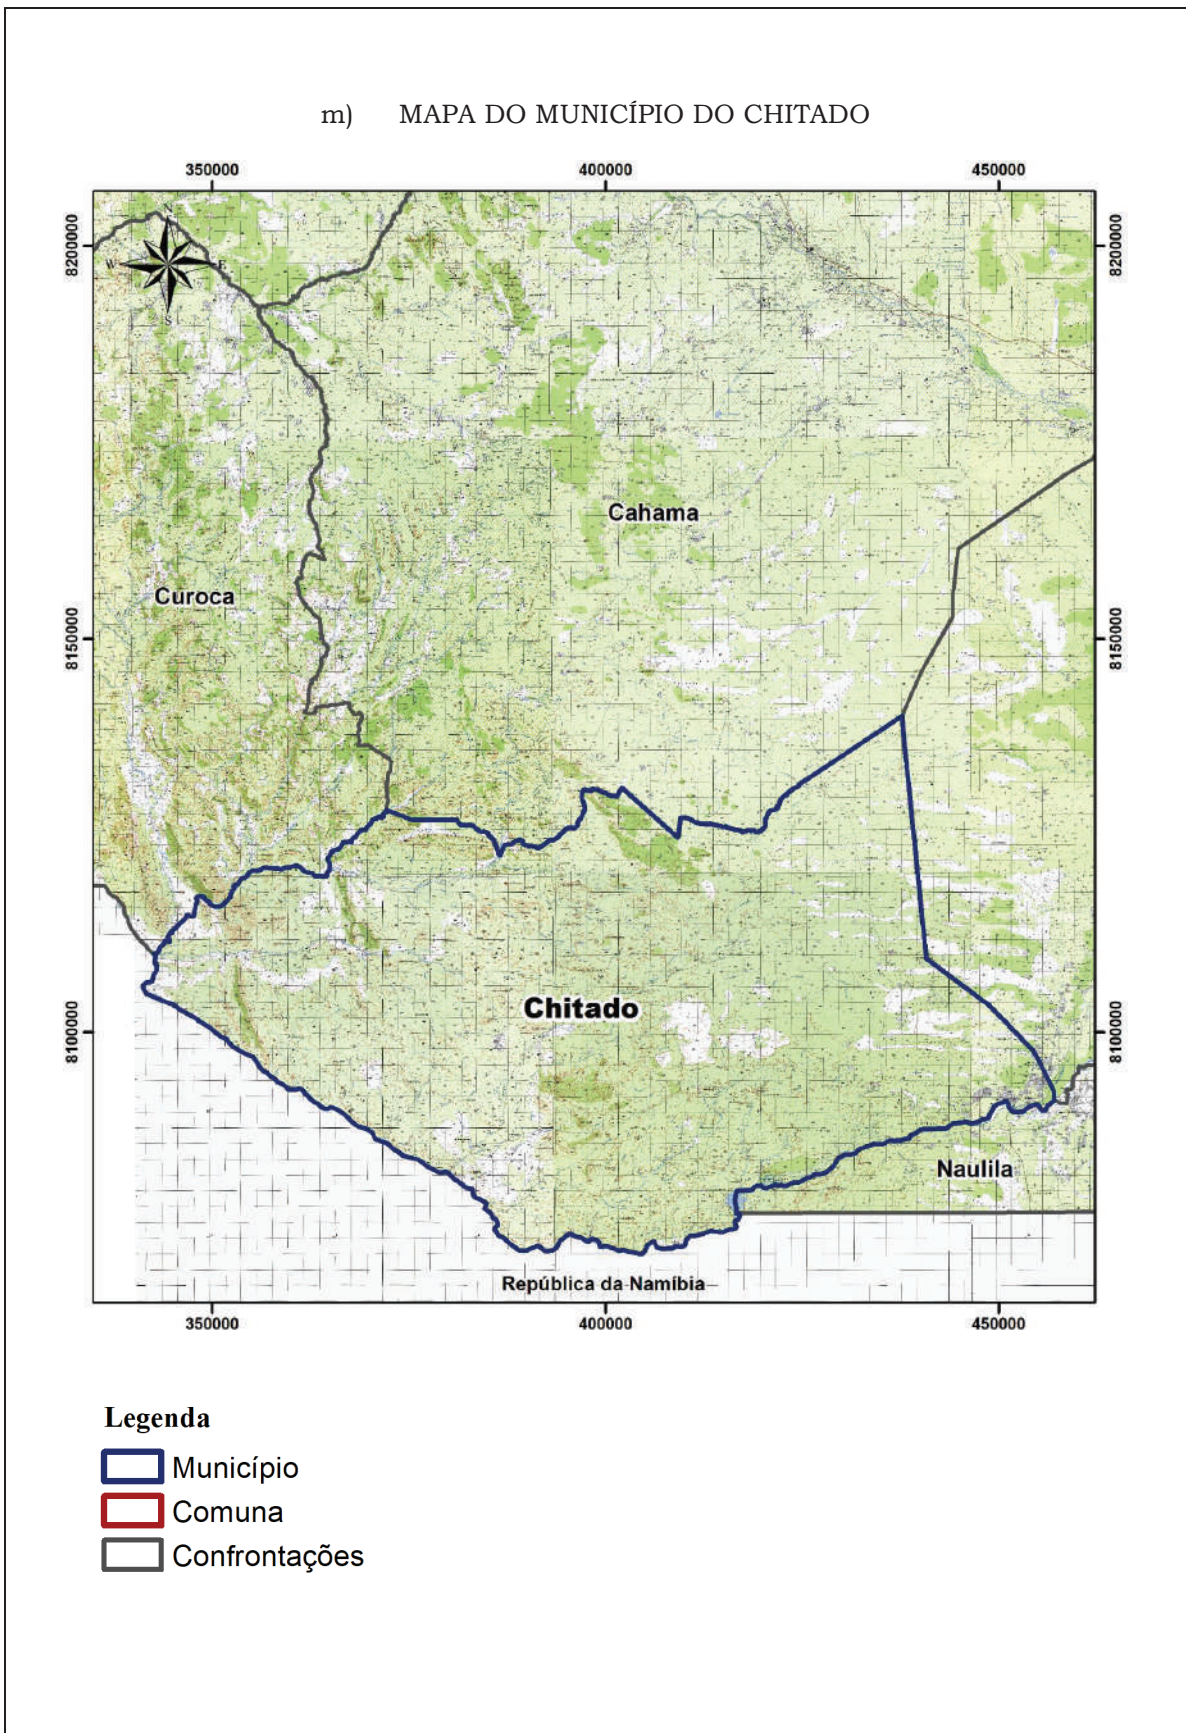 m) MAPA DO MUNICÍPIO DO CHITADO
350000 400000 450000
8200000 8200000
N
W E
S
Cahama
Curoca
8150000 8150000
Chitado
8100000 8100000
Naulila
República da Namíbia
350000 400000 450000
Legenda
Município
Comuna
Confrontações